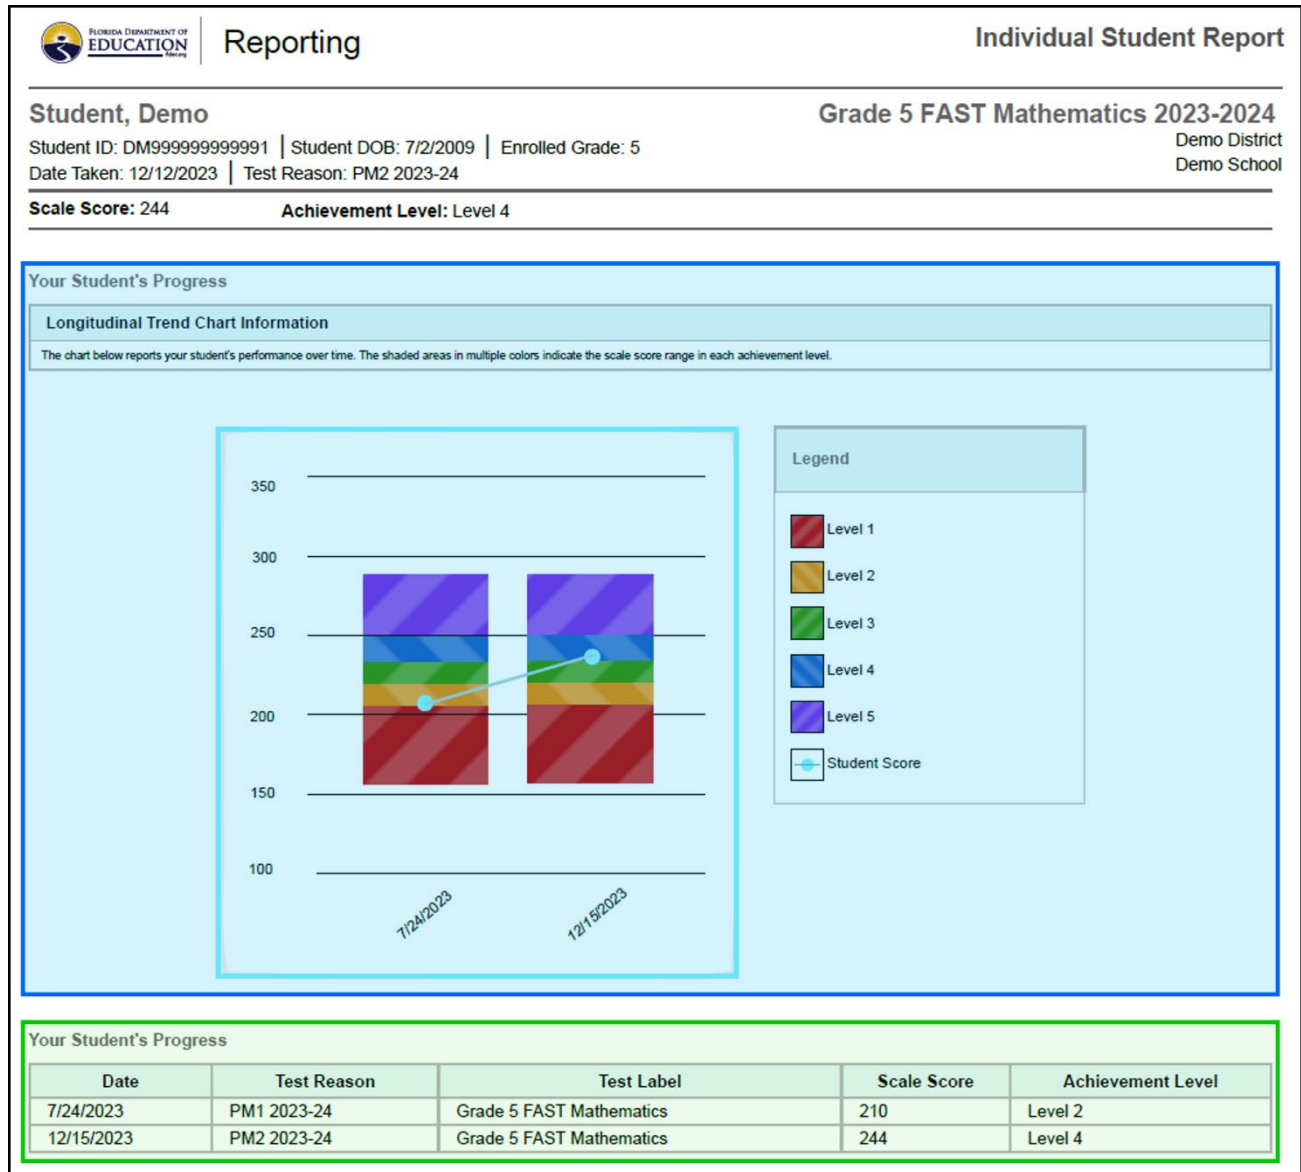 FLORIDA DEPARTMENT OF
EDUCATION
fldoe.org
Reporting
Individual Student Report
Student, Demo
Grade 5 FAST Mathematics 2023-2024
Student ID: DM999999999991 | Student DOB: 7/2/2009 | Enrolled Grade: 5
Demo District
Date Taken: 12/12/2023 | Test Reason: PM2 2023-24
Demo School
Scale Score: 244 Achievement Level: Level 4
Your Student's Progress
Longitudinal Trend Chart Information
The chart below reports your student's performance over time. The shaded areas in multiple colors indicate the scale score range in each achievement level.
350
300
250
200
150
100
7/24/2023
12/15/2023
Legend
Level 1
Level 2
Level 3
Level 4
Level 5
Student Score
Your Student's Progress
Date Test Reason Test Label Scale Score Achievement Level
7/24/2023 PM1 2023-24 Grade 5 FAST Mathematics 210 Level 2
12/15/2023 PM2 2023-24 Grade 5 FAST Mathematics 244 Level 4